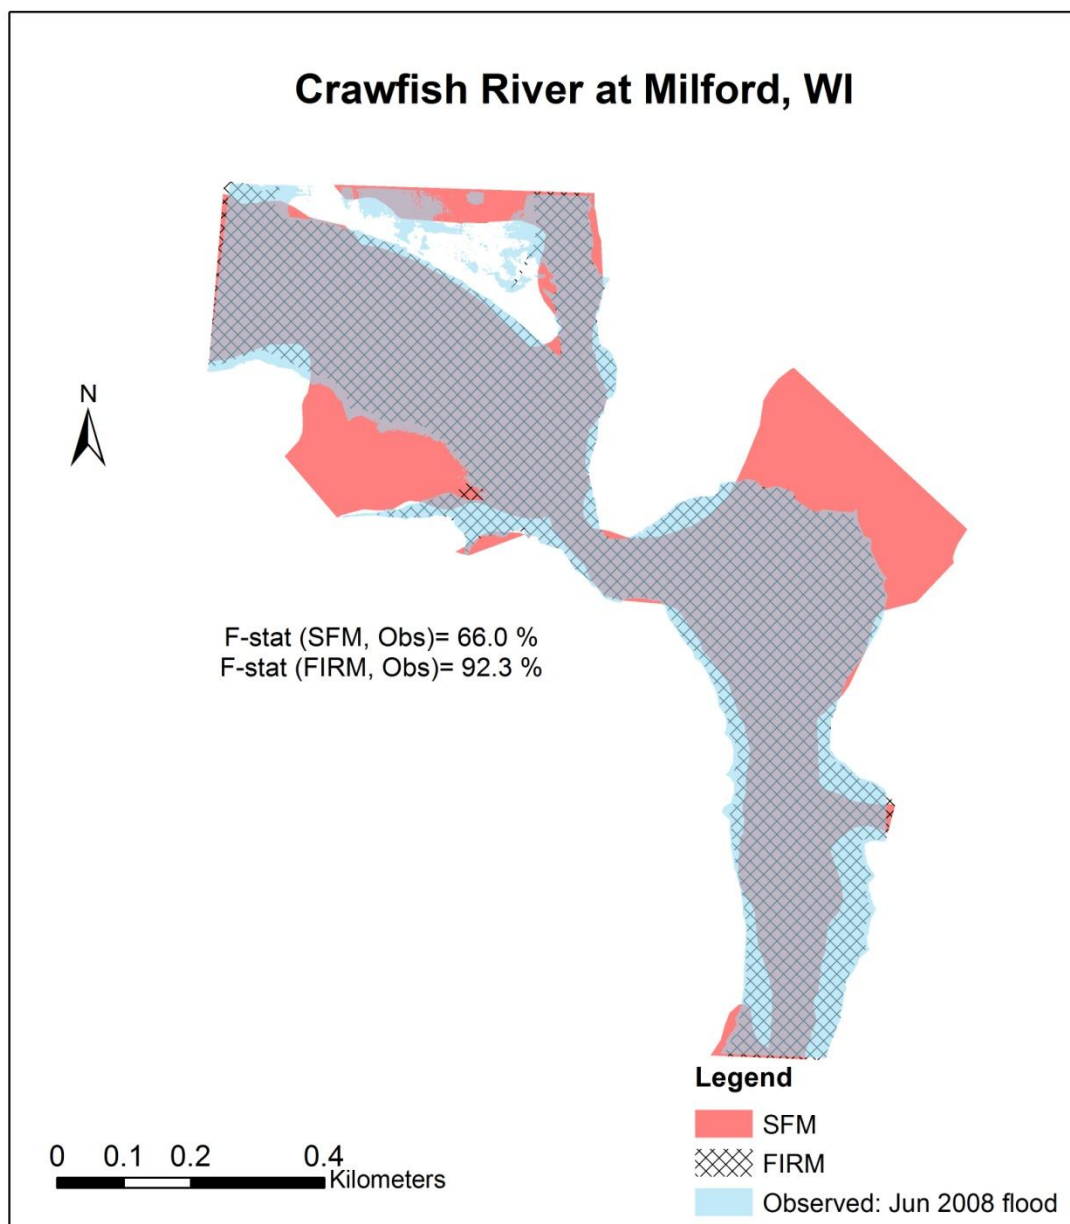 Crawfish River at Milford, WI
N
F-stat (SFM, Obs)= 66.0 %
F-stat (FIRM, Obs)= 92.3 %
Legend
SFM
FIRM
Observed: Jun 2008 flood
0 0.1 0.2 0.4
Kilometers